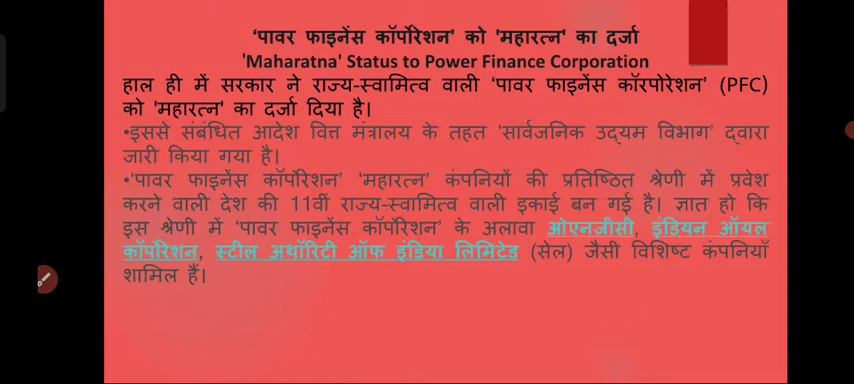 ‘पावर फाइनेंस कॉर्पोरेशन’ को 'महारत्न' का दर्जा
'Maharatna' Status to Power Finance Corporation
हाल ही में सरकार ने राज्य-स्वामित्व वाली ‘पावर फाइनेंस कॉरपोरेशन’ (PFC)
को 'महारत्न' का दर्जा दिया है।
•इससे संबंधित आदेश वित्त मंत्रालय के तहत ‘सार्वजनिक उद्यम विभाग’ द्वारा
जारी किया गया है।
•‘पावर फाइनेंस कॉर्पोरेशन’ ‘महारत्न’ कंपनियों की प्रतिष्ठित श्रेणी में प्रवेश
करने वाली देश की 11वीं राज्य-स्वामित्व वाली इकाई बन गई है। ज्ञात हो कि
इस श्रेणी में ‘पावर फाइनेंस कॉर्पोरेशन’ के अलावा ओएनजीसी, इंडियन ऑयल
कॉर्पोरेशन, स्टील अथॉरिटी ऑफ इंडिया लिमिटेड (सेल) जैसी विशिष्ट कंपनियाँ
शामिल हैं।